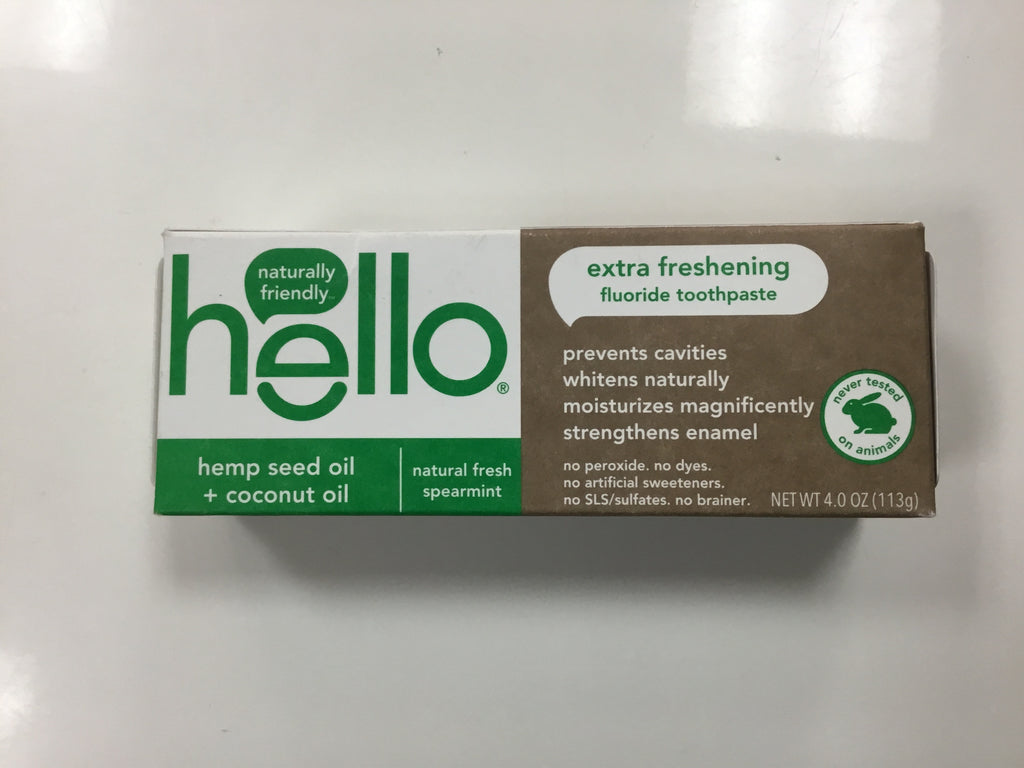 hello®
naturally
friendly™
hemp seed oil
+ coconut oil
natural fresh
spearmint
extra freshening
fluoride toothpaste
prevents cavities
whitens naturally
moisturizes magnificently
strengthens enamel
never tested
on animals
no peroxide. no dyes.
no artificial sweeteners.
no SLS/sulfates. no brainer.
NET WT 4.0 OZ (113g)